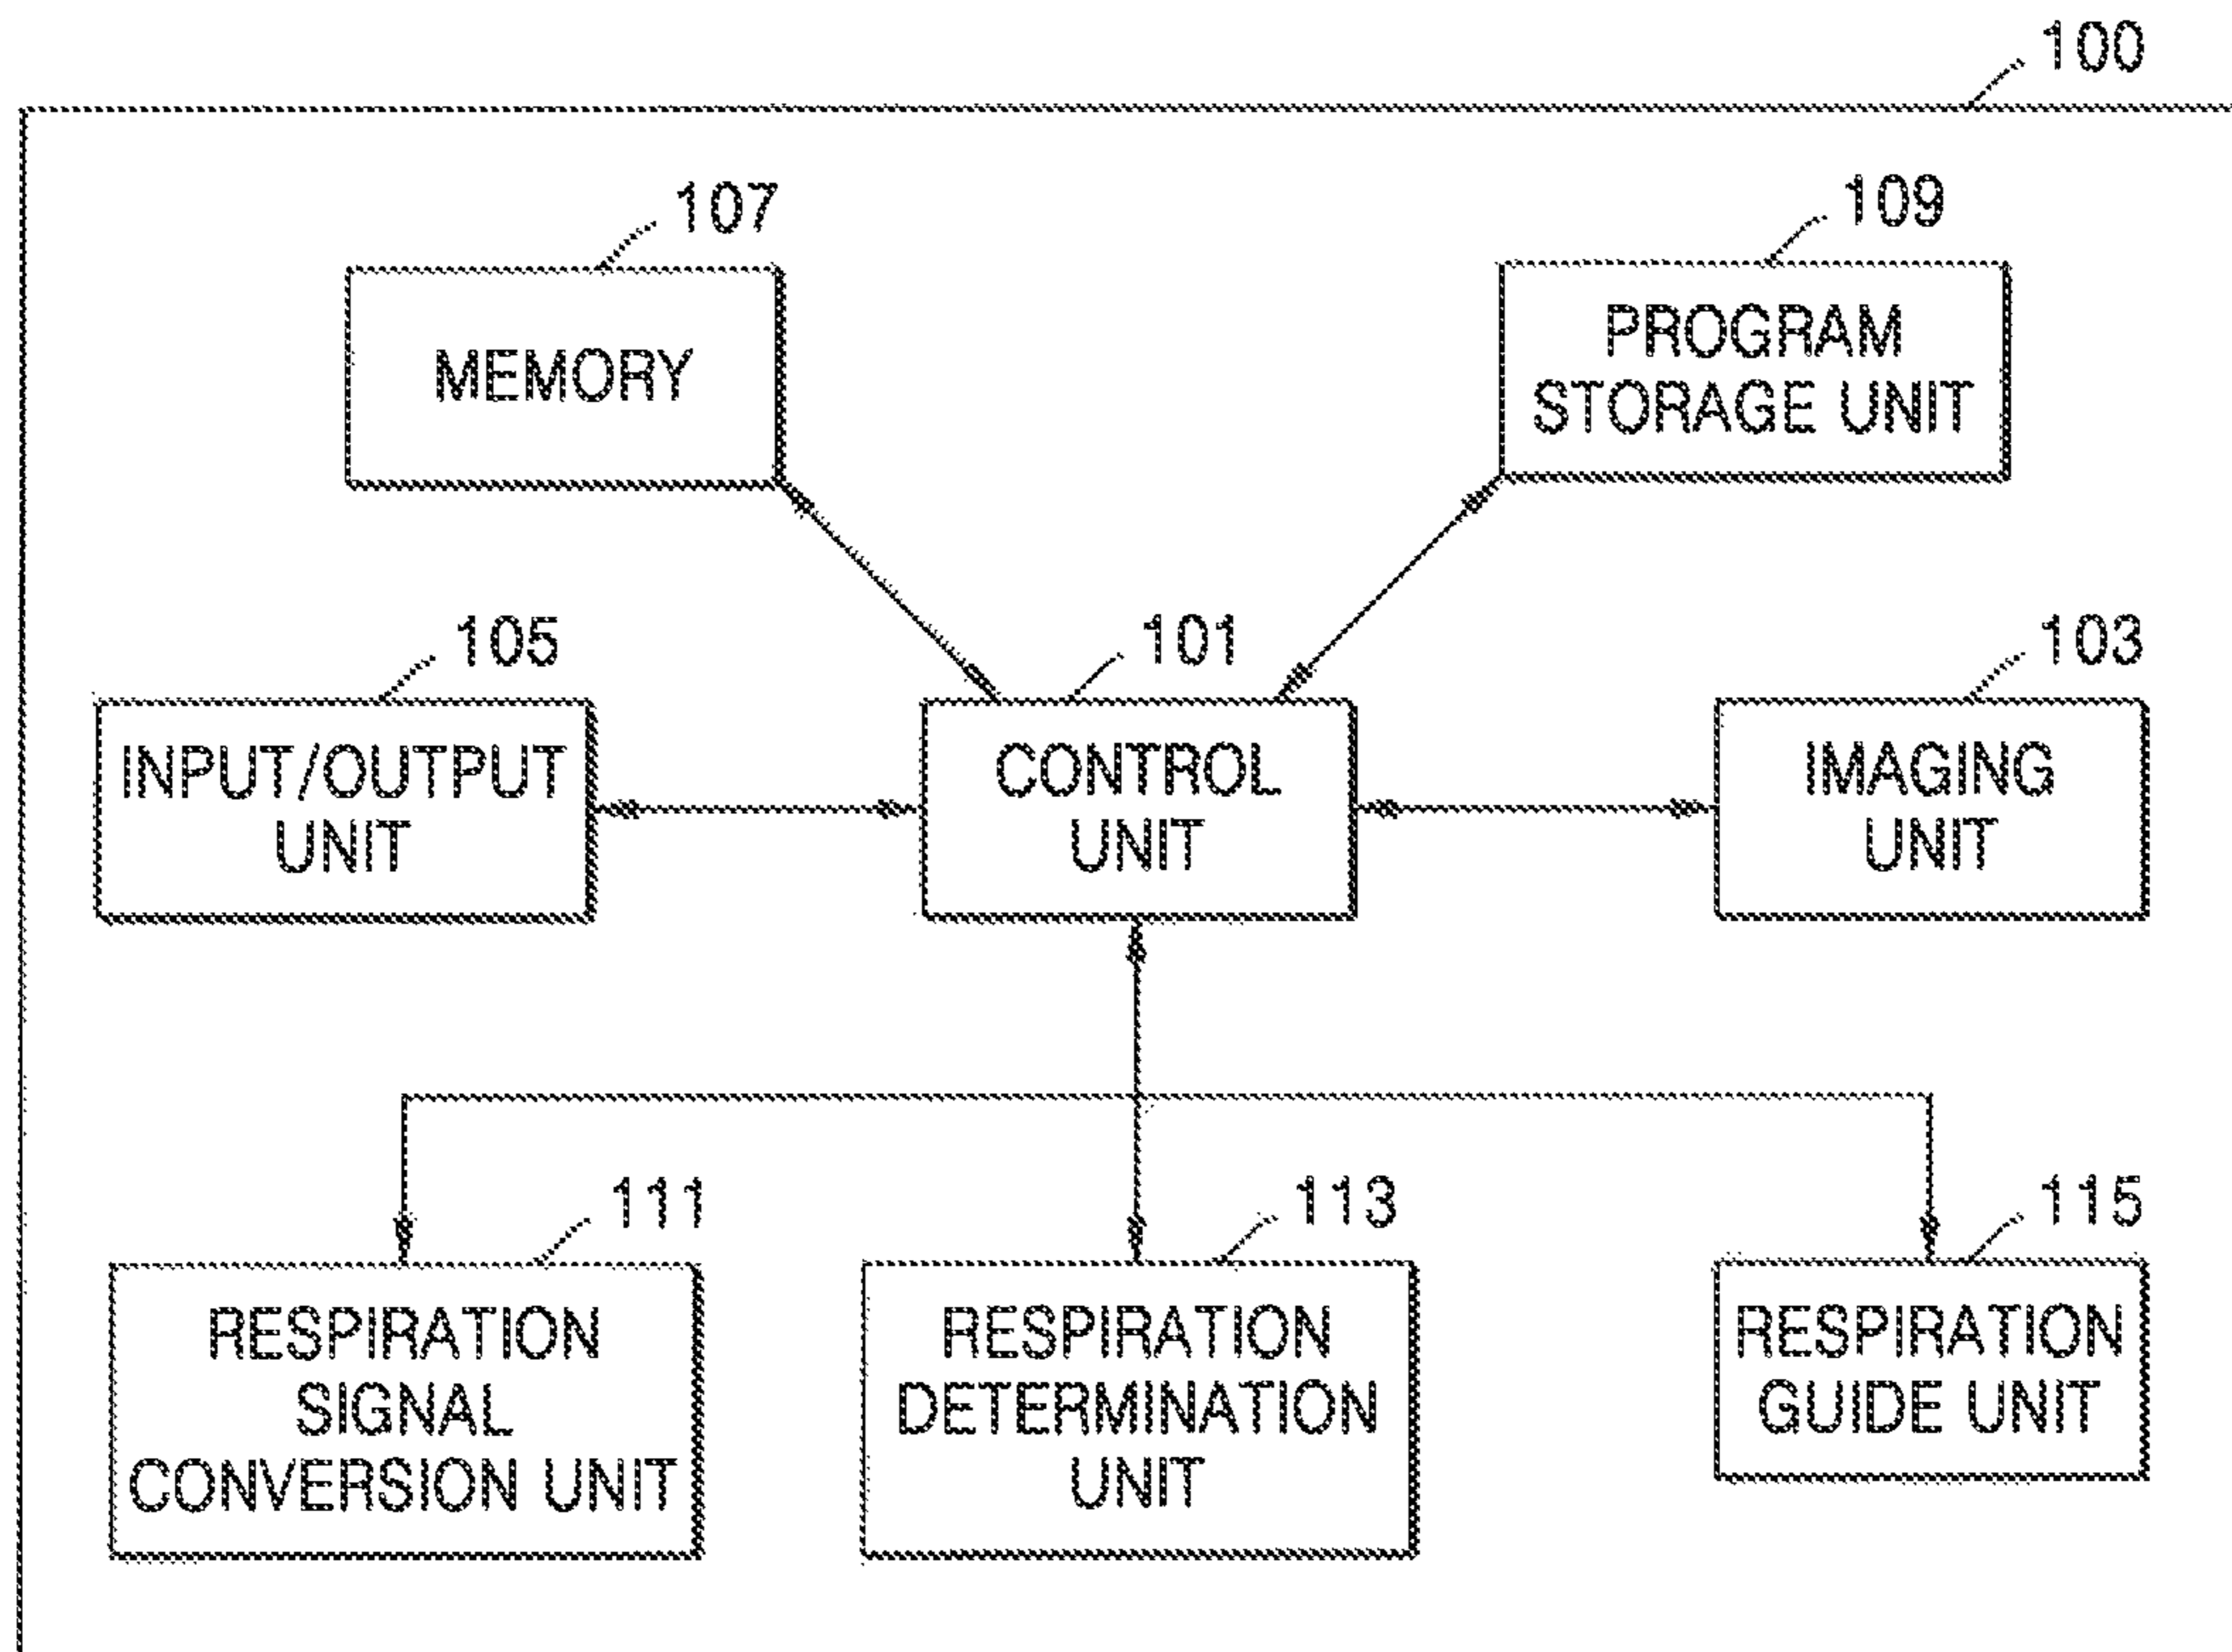 100
107
109
MEMORY
PROGRAM
STORAGE UNIT
105
101
103
INPUT/OUTPUT
UNIT
CONTROL
UNIT
IMAGING
UNIT
111
113
115
RESPIRATION
SIGNAL
CONVERSION UNIT
RESPIRATION
DETERMINATION
UNIT
RESPIRATION
GUIDE UNIT